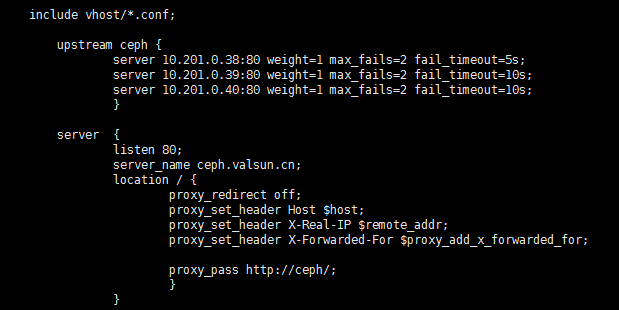 include vhost/*.conf;
upstream ceph {
server 10.201.0.38:80 weight=1 max_fails=2 fail_timeout=5s;
server 10.201.0.39:80 weight=1 max_fails=2 fail_timeout=10s;
server 10.201.0.40:80 weight=1 max_fails=2 fail_timeout=10s;
}
server  {
listen 80;
server_name ceph.valsun.cn;
location / {
proxy_redirect off;
proxy_set_header Host $host;
proxy_set_header X-Real-IP $remote_addr;
proxy_set_header X-Forwarded-For $proxy_add_x_forwarded_for;
proxy_pass http://ceph/;
}
}